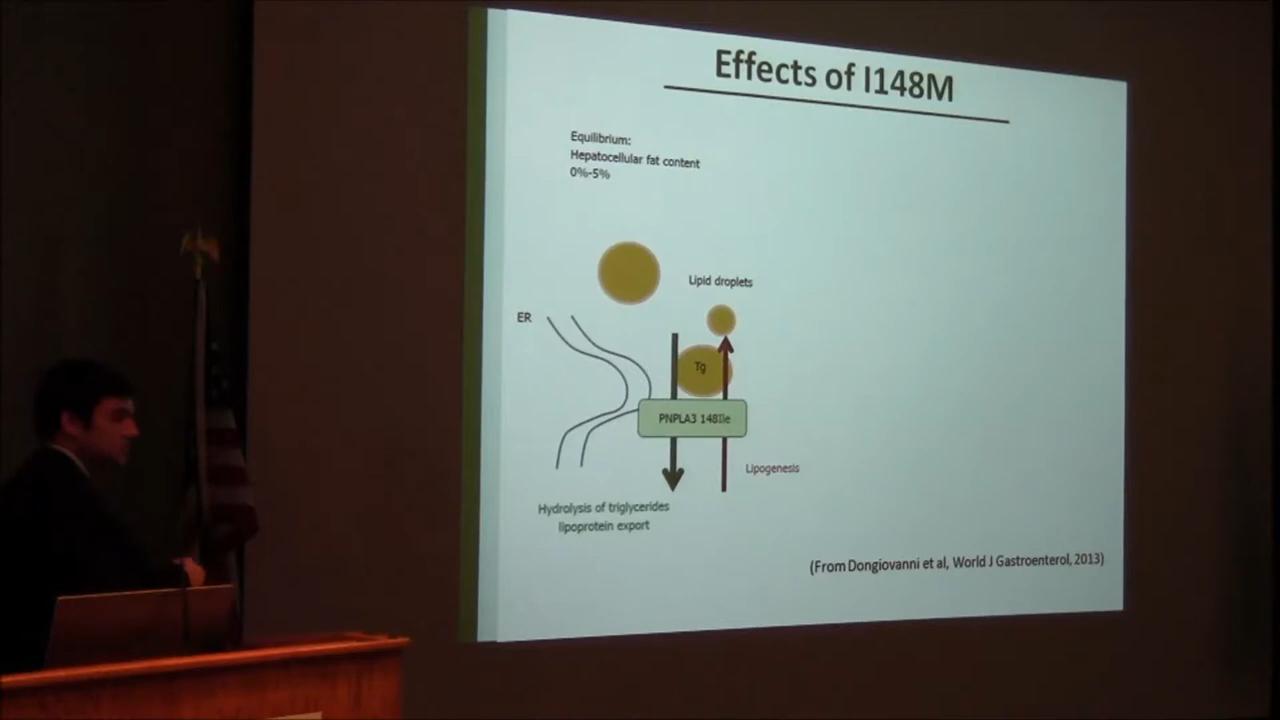 Effects of I148M
Equilibrium:
Hepatocellular fat content
0%-5%
Lipid droplets
ER
Tg
PNPLA3 148Ile
Lipogenesis
Hydrolysis of triglycerides
lipoprotein export
(From Dongiovanni et al, World J Gastroenterol, 2013)